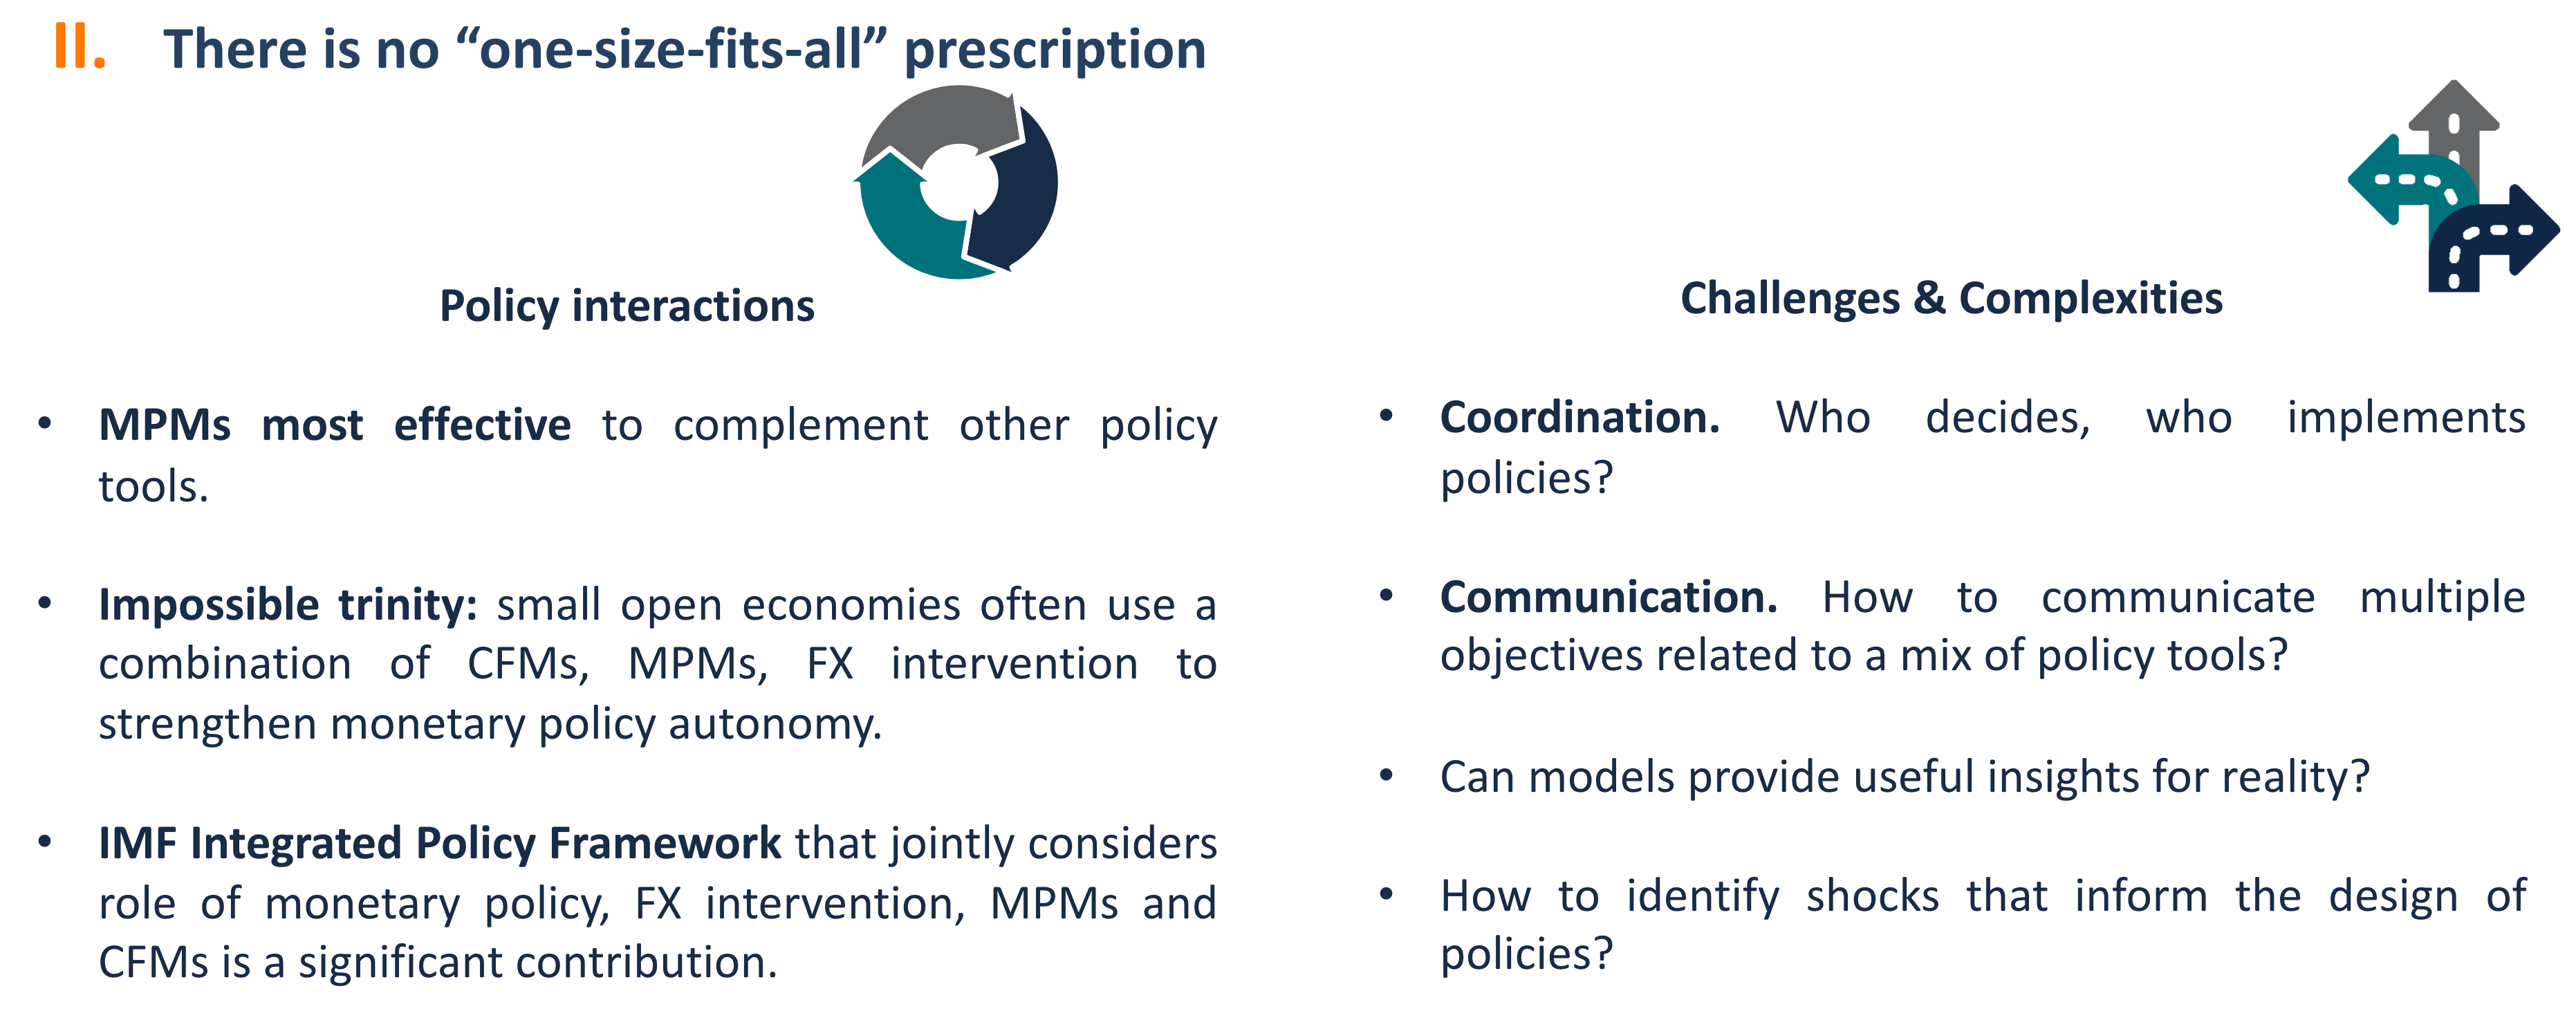 II. There is no “one-size-fits-all” prescription
Policy interactions
• MPMs most effective to complement other policy
tools.
• Impossible trinity: small open economies often use a
combination of CFMs, MPMs, FX intervention to
strengthen monetary policy autonomy.
• IMF Integrated Policy Framework that jointly considers
role of monetary policy, FX intervention, MPMs and
CFMs is a significant contribution.
Challenges & Complexities
• Coordination. Who decides, who implements
policies?
• Communication. How to communicate multiple
objectives related to a mix of policy tools?
• Can models provide useful insights for reality?
• How to identify shocks that inform the design of
policies?